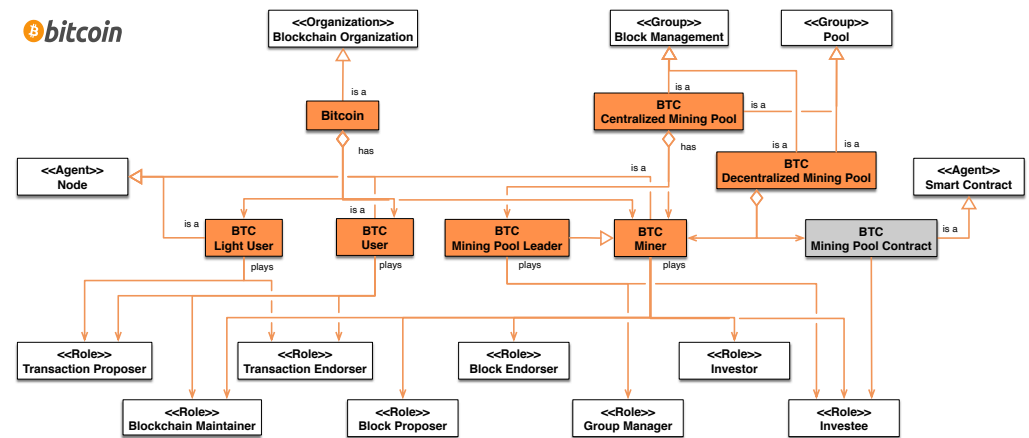 bitcoin
<<Organization>>
Blockchain Organization
<<Group>>
Block Management
<<Group>>
Pool
is a
is a
Bitcoin
BTC
Centralized Mining Pool
is a
has
has
is a
is a
<<Agent>>
Node
is a
BTC
Decentralized Mining Pool
<<Agent>>
Smart Contract
is a
is a
BTC
Light User
BTC
User
BTC
Mining Pool Leader
BTC
Miner
BTC
Mining Pool Contract
is a
plays
plays
plays
plays
<<Role>>
Transaction Proposer
<<Role>>
Transaction Endorser
<<Role>>
Block Endorser
<<Role>>
Investor
<<Role>>
Blockchain Maintainer
<<Role>>
Block Proposer
<<Role>>
Group Manager
<<Role>>
Investee